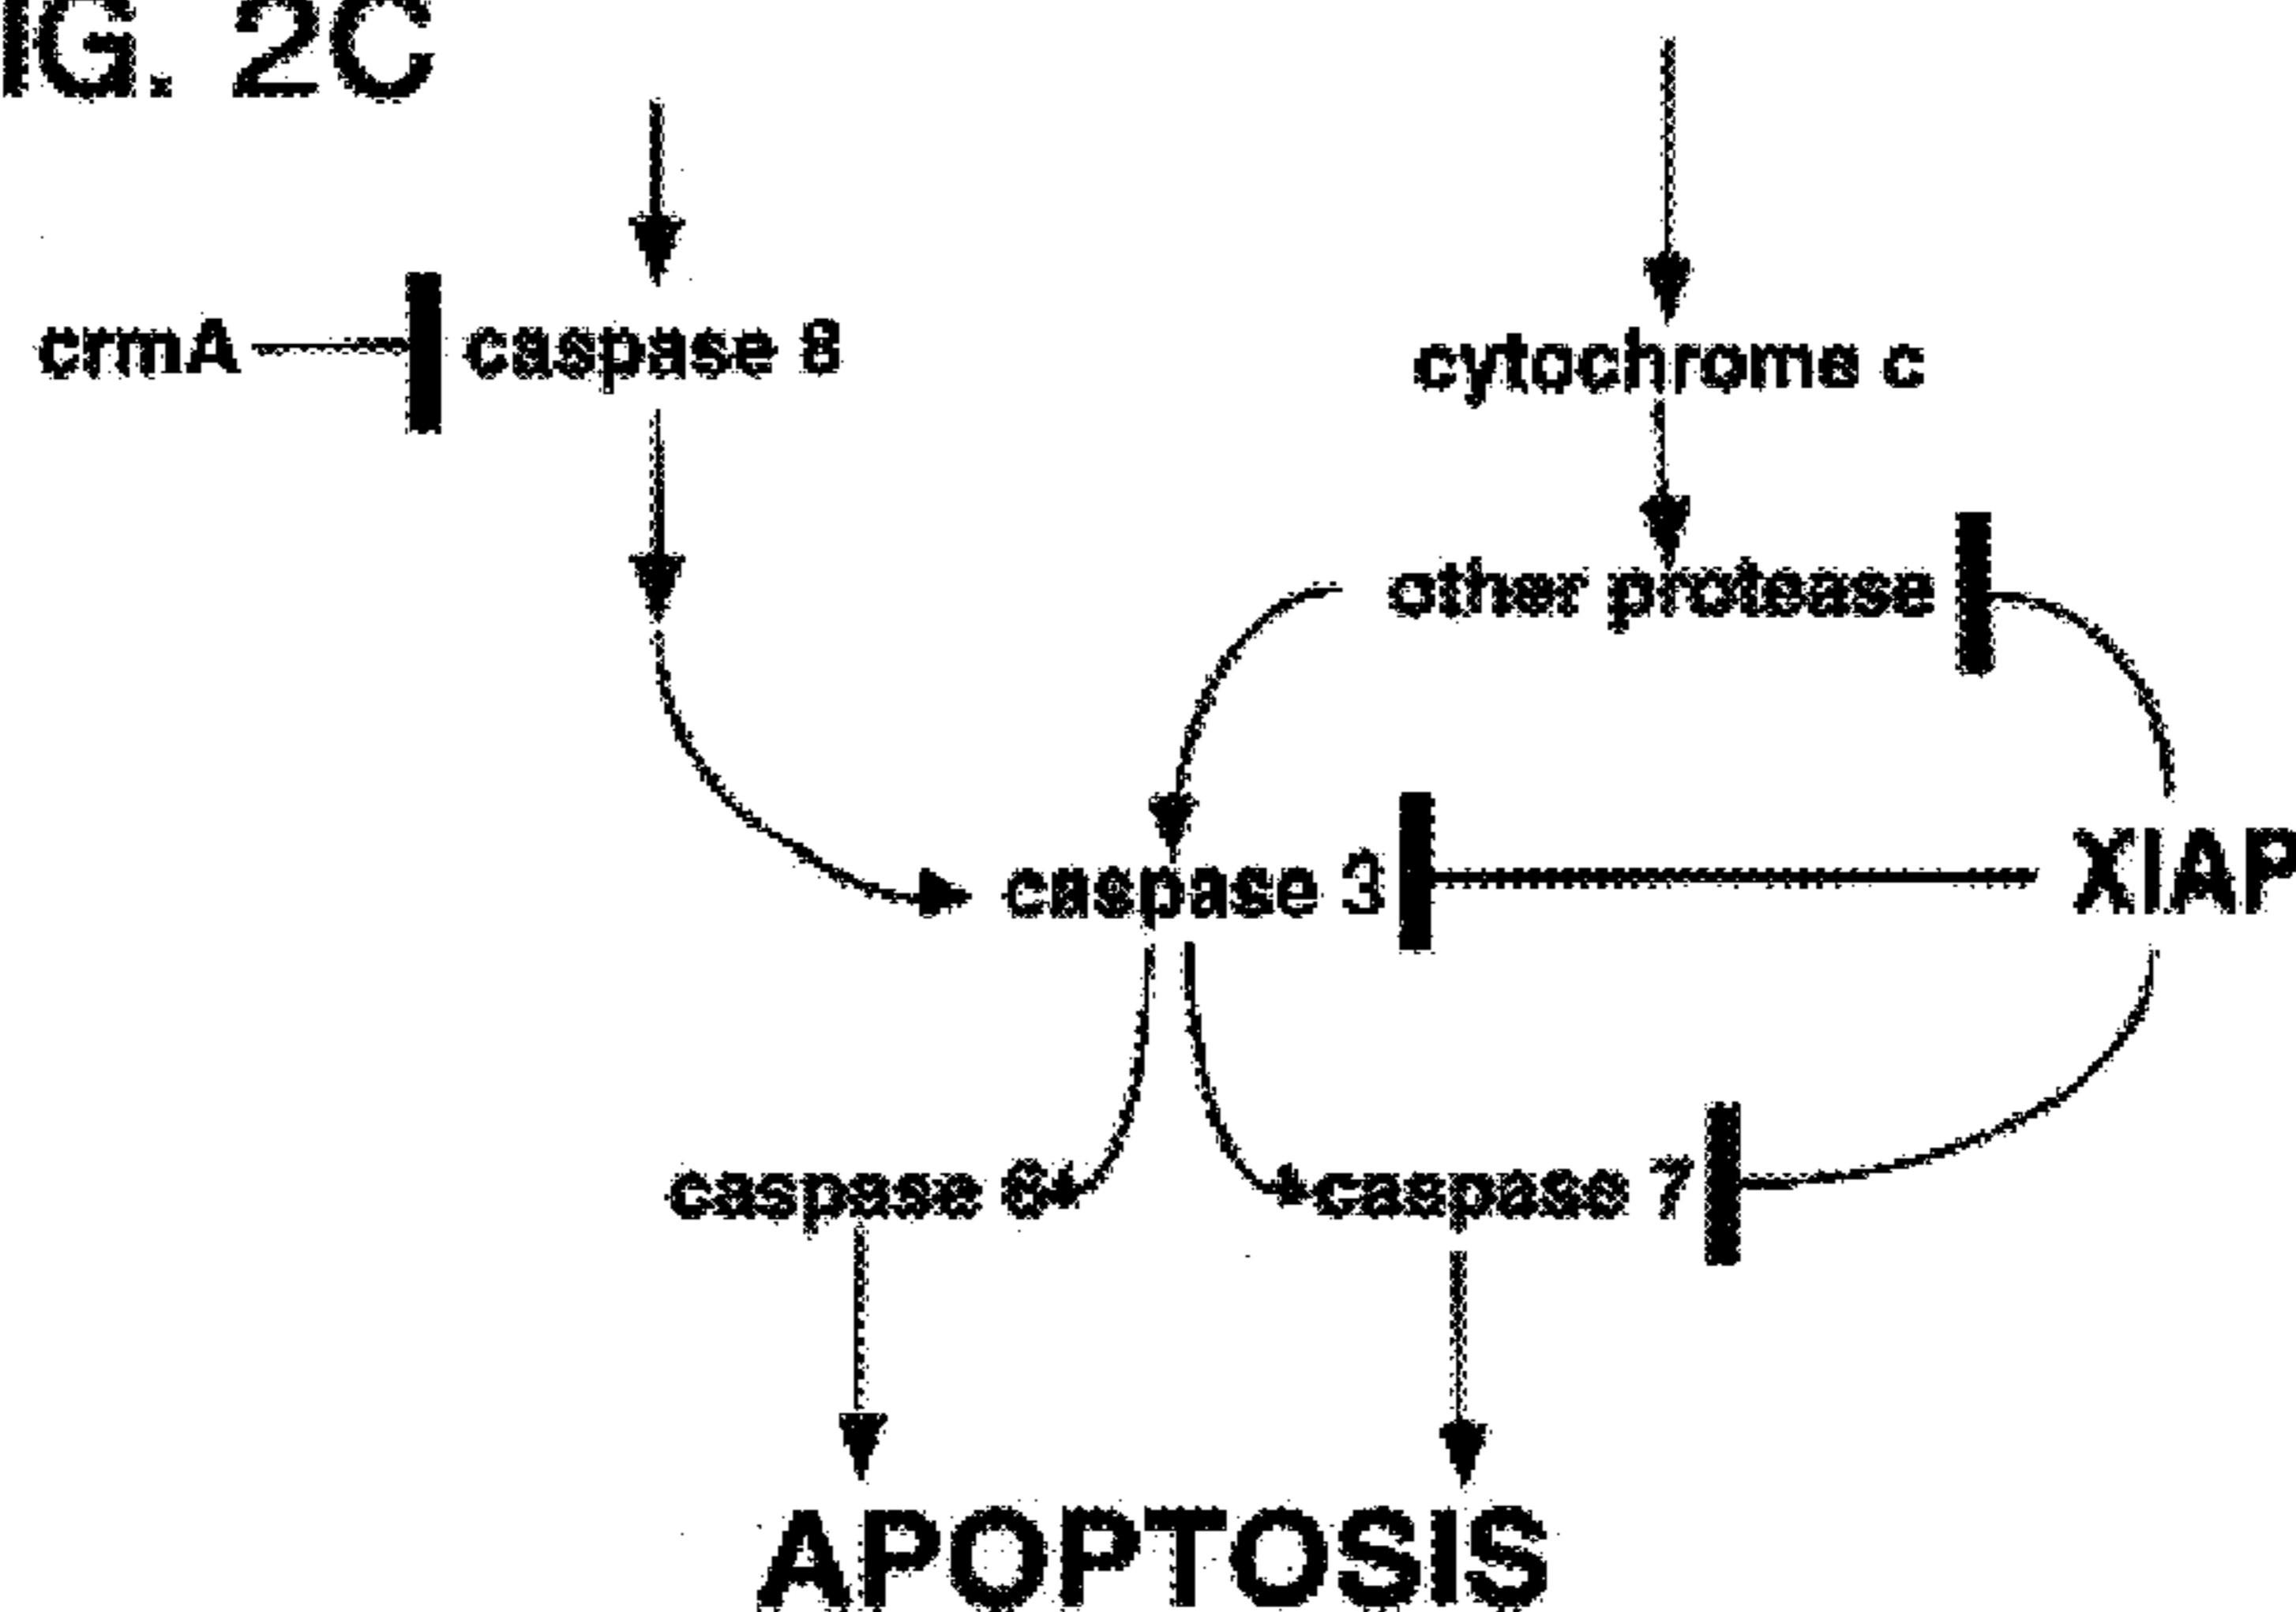 IG. 2C
crmA
caspase 8
cytochrome c
other protease
caspase 3
XIAP
caspase 6
caspase 7
APOPTOSIS